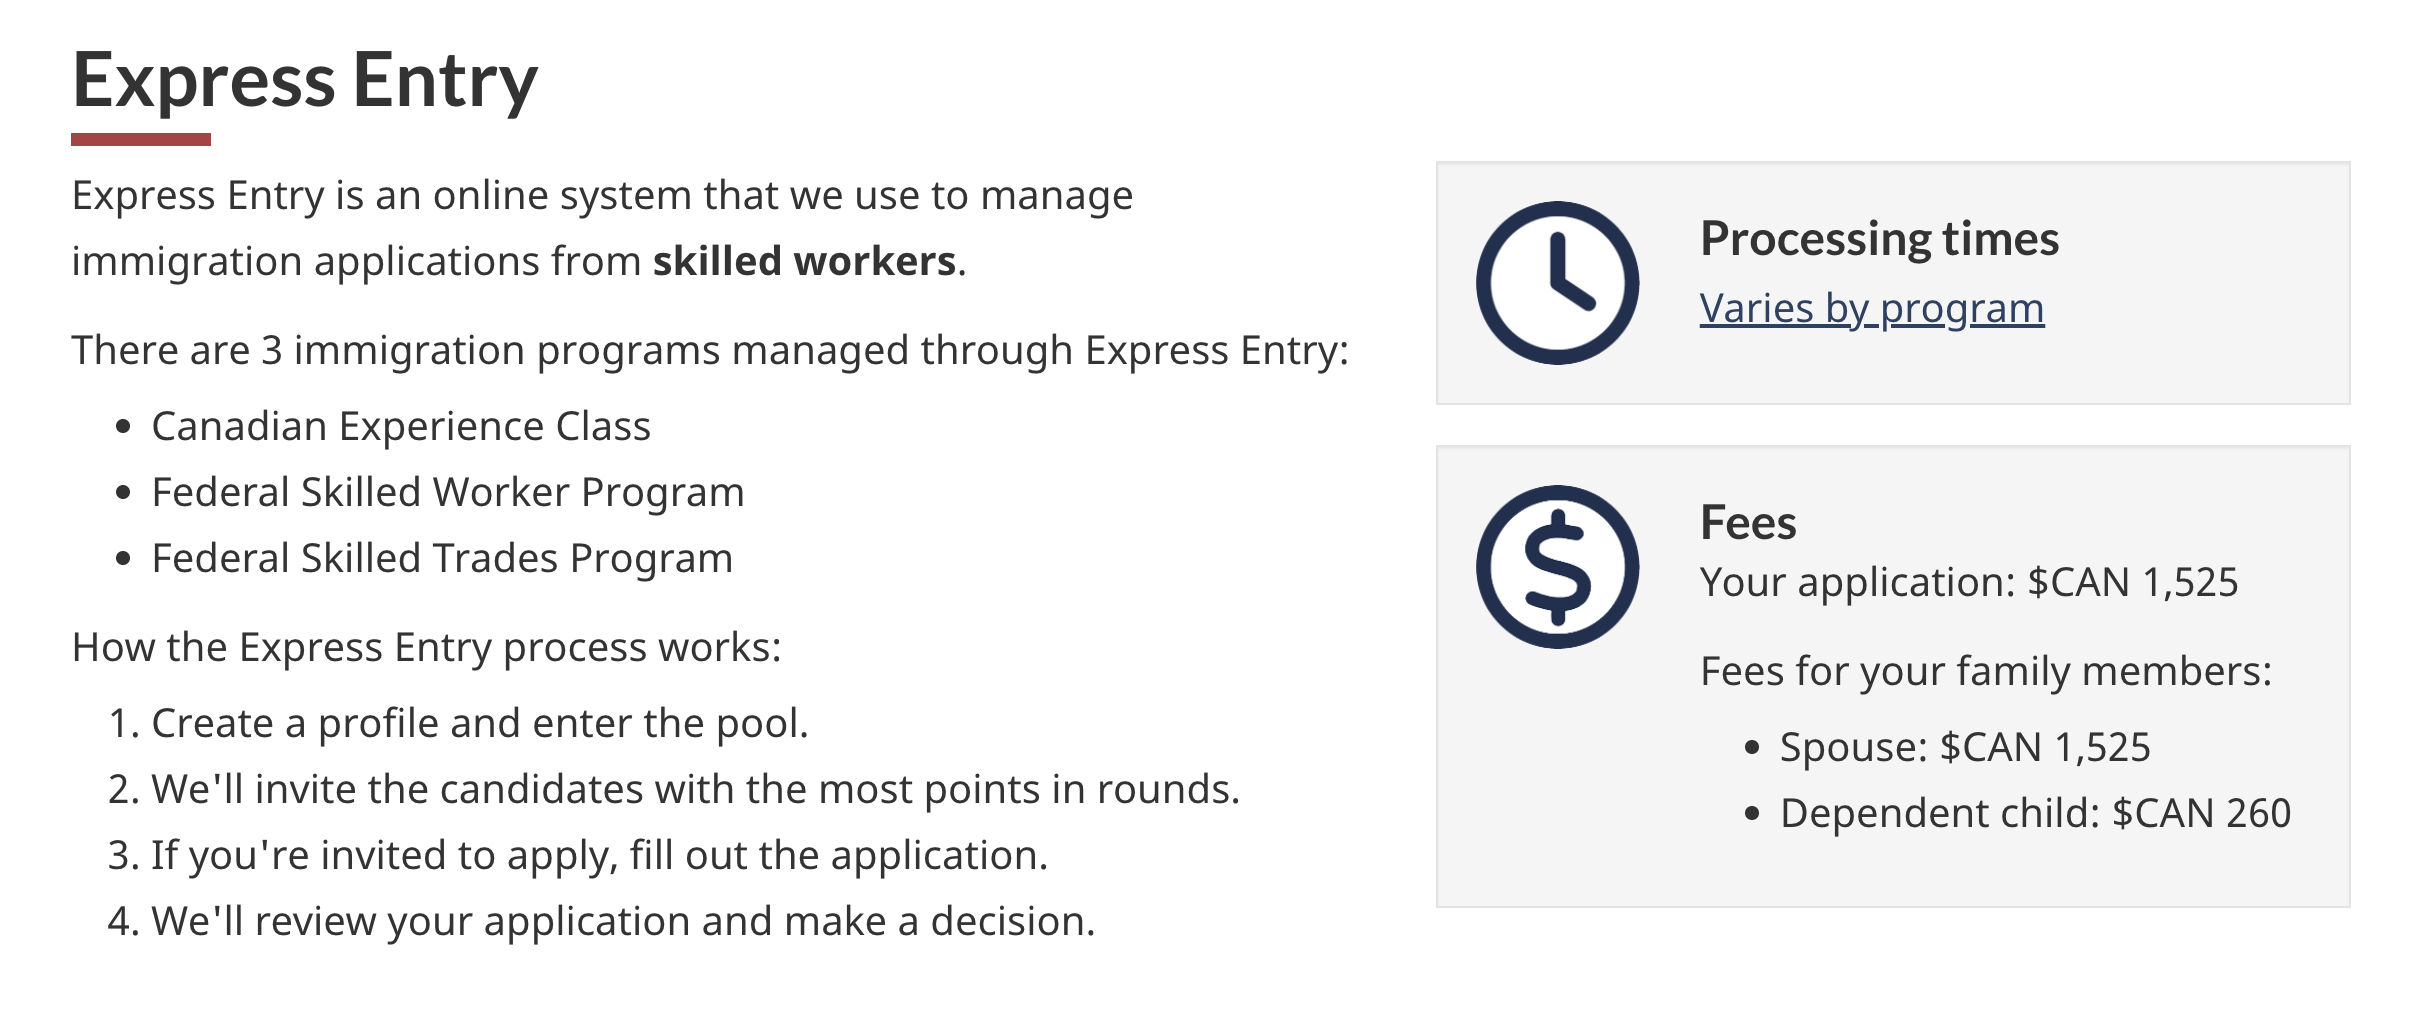 Express Entry
Express Entry is an online system that we use to manage
immigration applications from skilled workers.
There are 3 immigration programs managed through Express Entry:
• Canadian Experience Class
• Federal Skilled Worker Program
• Federal Skilled Trades Program
How the Express Entry process works:
1. Create a profile and enter the pool.
2. We'll invite the candidates with the most points in rounds.
3. If you're invited to apply, fill out the application.
4. We'll review your application and make a decision.
Processing times
Varies by program
Fees
Your application: $CAN 1,525
Fees for your family members:
• Spouse: $CAN 1,525
• Dependent child: $CAN 260